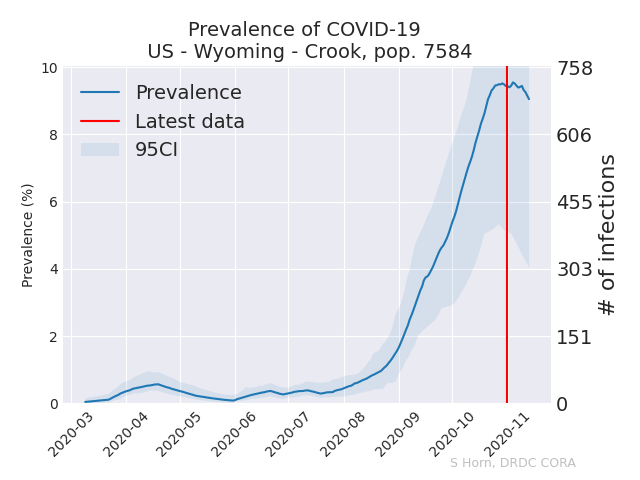 Prevalence of COVID-19
US - Wyoming - Crook, pop. 7584
Prevalence
Latest data
95CI
Prevalence (%)
10
8
6
4
2
0
758
606
455
303
151
0
# of infections
2020-03
2020-04
2020-05
2020-06
2020-07
2020-08
2020-09
2020-10
2020-11
S Horn, DRDC CORA